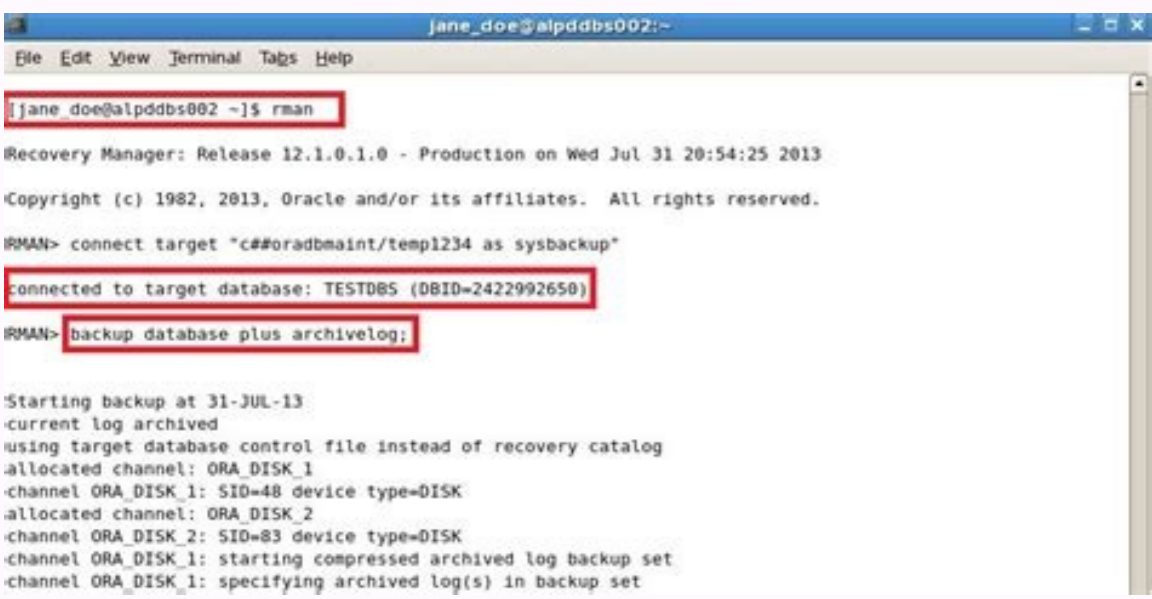 jane_doe@alpddbs002:~
File Edit View Terminal Tabs Help
[jane_doe@alpddbs002 ~]$ rman
Recovery Manager: Release 12.1.0.1.0 - Production on Wed Jul 31 20:54:25 2013
Copyright (c) 1982, 2013, Oracle and/or its affiliates.  All rights reserved.
RMAN> connect target "c##oradbmaint/temp1234 as sysbackup"
connected to target database: TESTDBS (DBID=2422992650)
RMAN> backup database plus archivelog;
Starting backup at 31-JUL-13
current log archived
using target database control file instead of recovery catalog
allocated channel: ORA_DISK_1
channel ORA_DISK_1: SID=48 device type=DISK
allocated channel: ORA_DISK_2
channel ORA_DISK_2: SID=83 device type=DISK
channel ORA_DISK_1: starting compressed archived log backup set
channel ORA_DISK_1: specifying archived log(s) in backup set